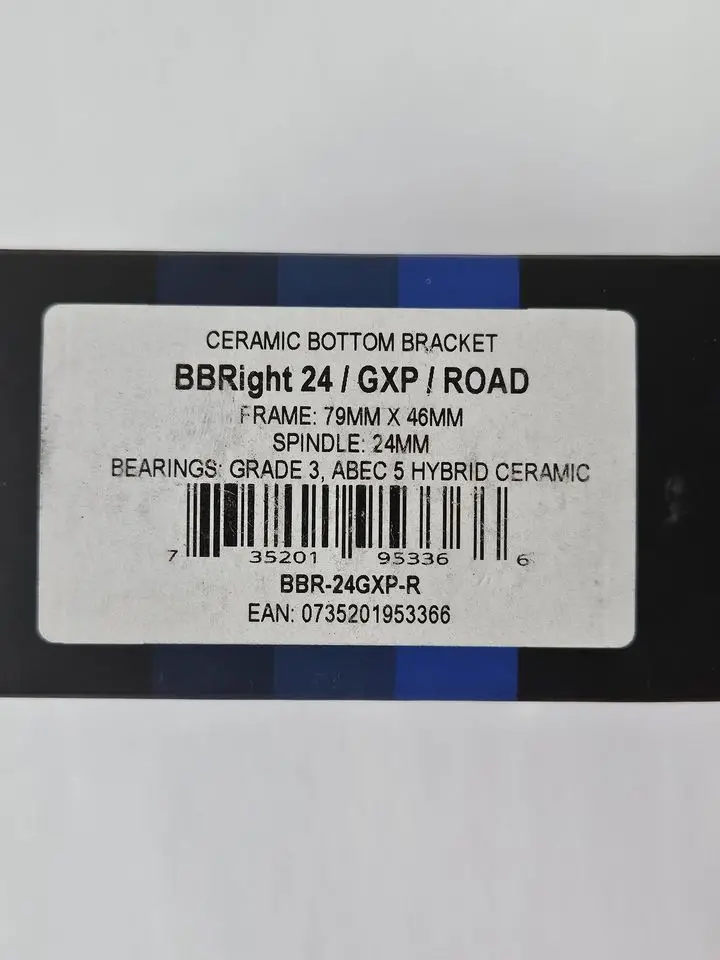 CERAMIC BOTTOM BRACKET
BBRight 24 / GXP / ROAD
FRAME: 79MM X 46MM
SPINDLE: 24MM
BEARINGS: GRADE 3, ABEC 5 HYBRID CERAMIC
7 35201 95336 6
BBR-24GXP-R
EAN: 0735201953366